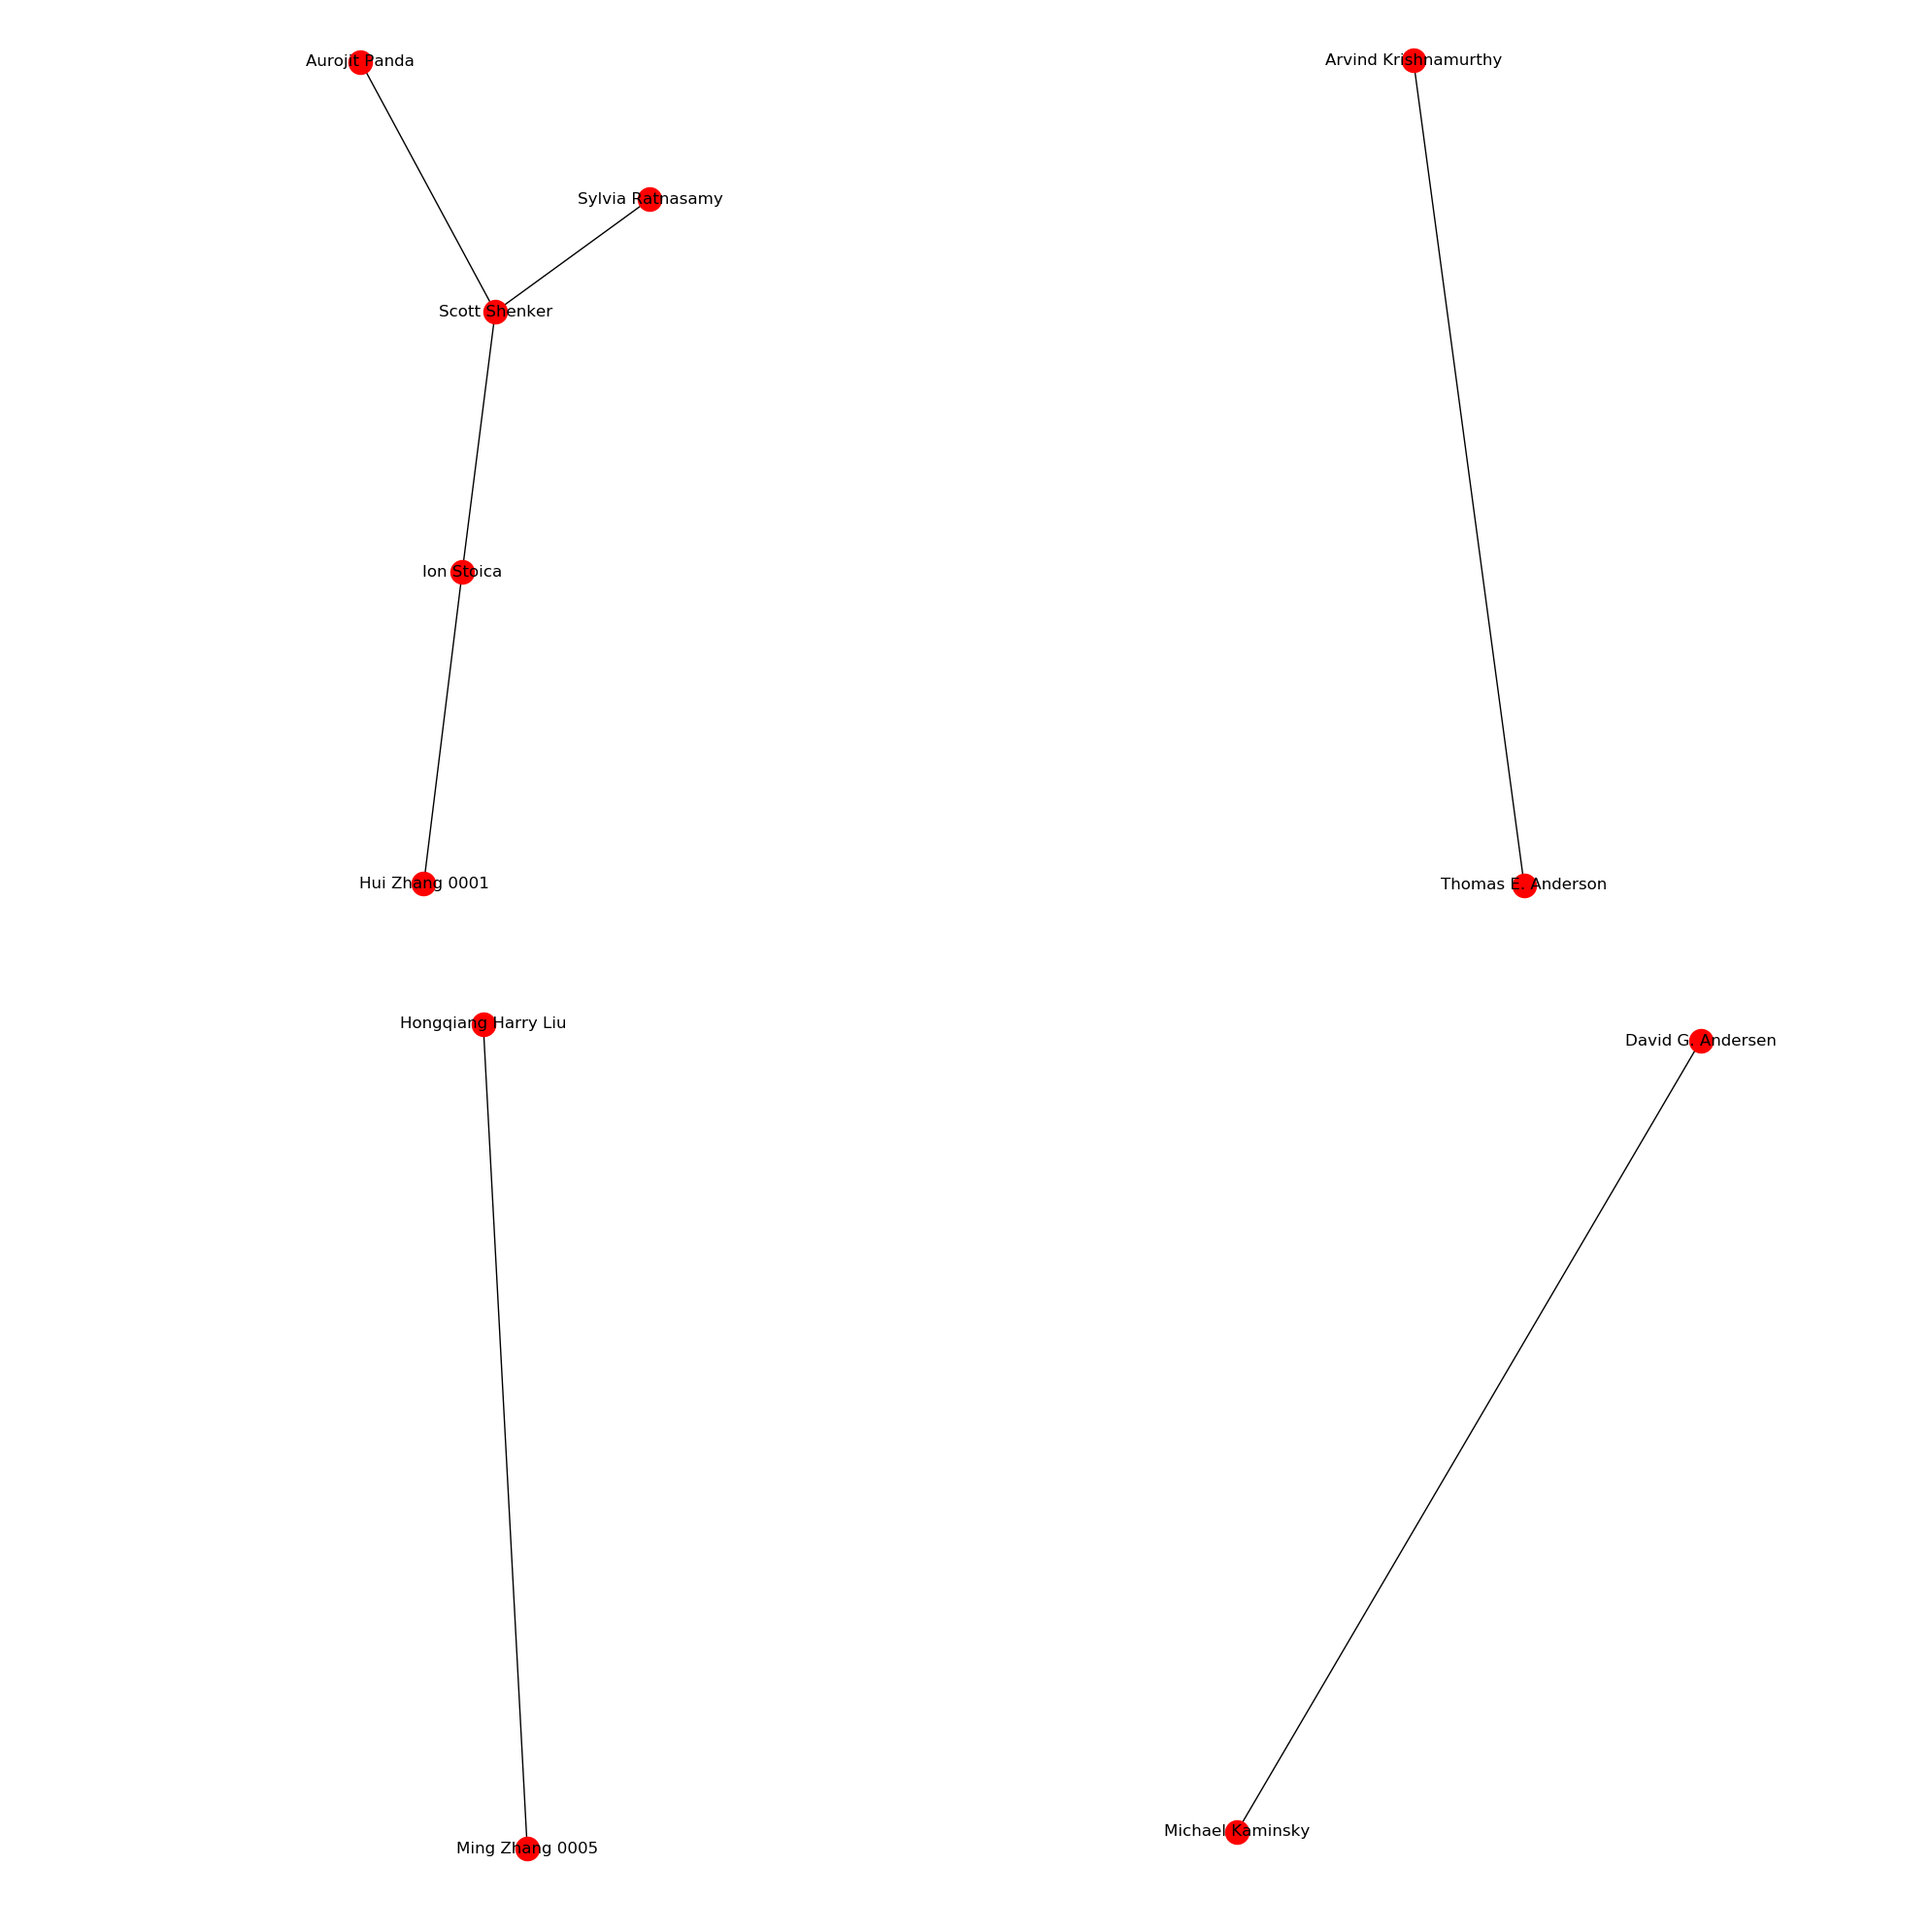 Aurojit Panda
Arvind Krishnamurthy
Sylvia Ratnasamy
Scott Shenker
Ion Stoica
Hui Zhang 0001
Thomas E. Anderson
Hongqiang Harry Liu
David G. Andersen
Michael Kaminsky
Ming Zhang 0005